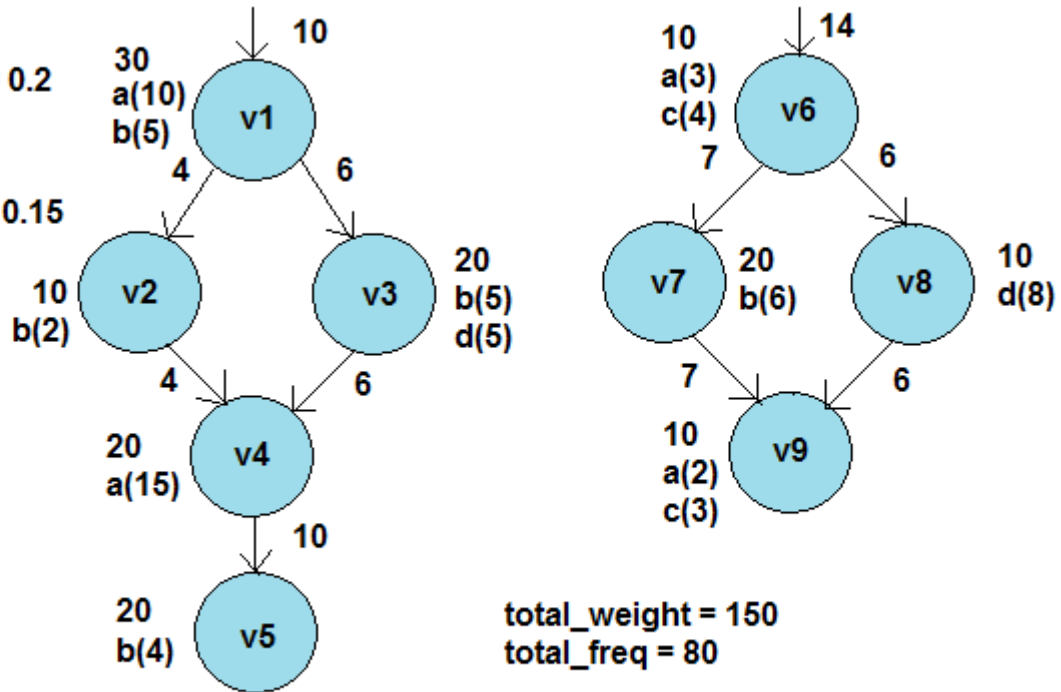 10
30
a(10)
b(5)
0.2
v1
4
6
0.15
10
b(2)
v2
v3
20
b(5)
d(5)
4
6
20
a(15)
v4
10
20
b(4)
v5
14
10
a(3)
c(4)
v6
7
6
v7
20
b(6)
v8
10
d(8)
7
6
10
a(2)
c(3)
v9
total_weight = 150
total_freq = 80